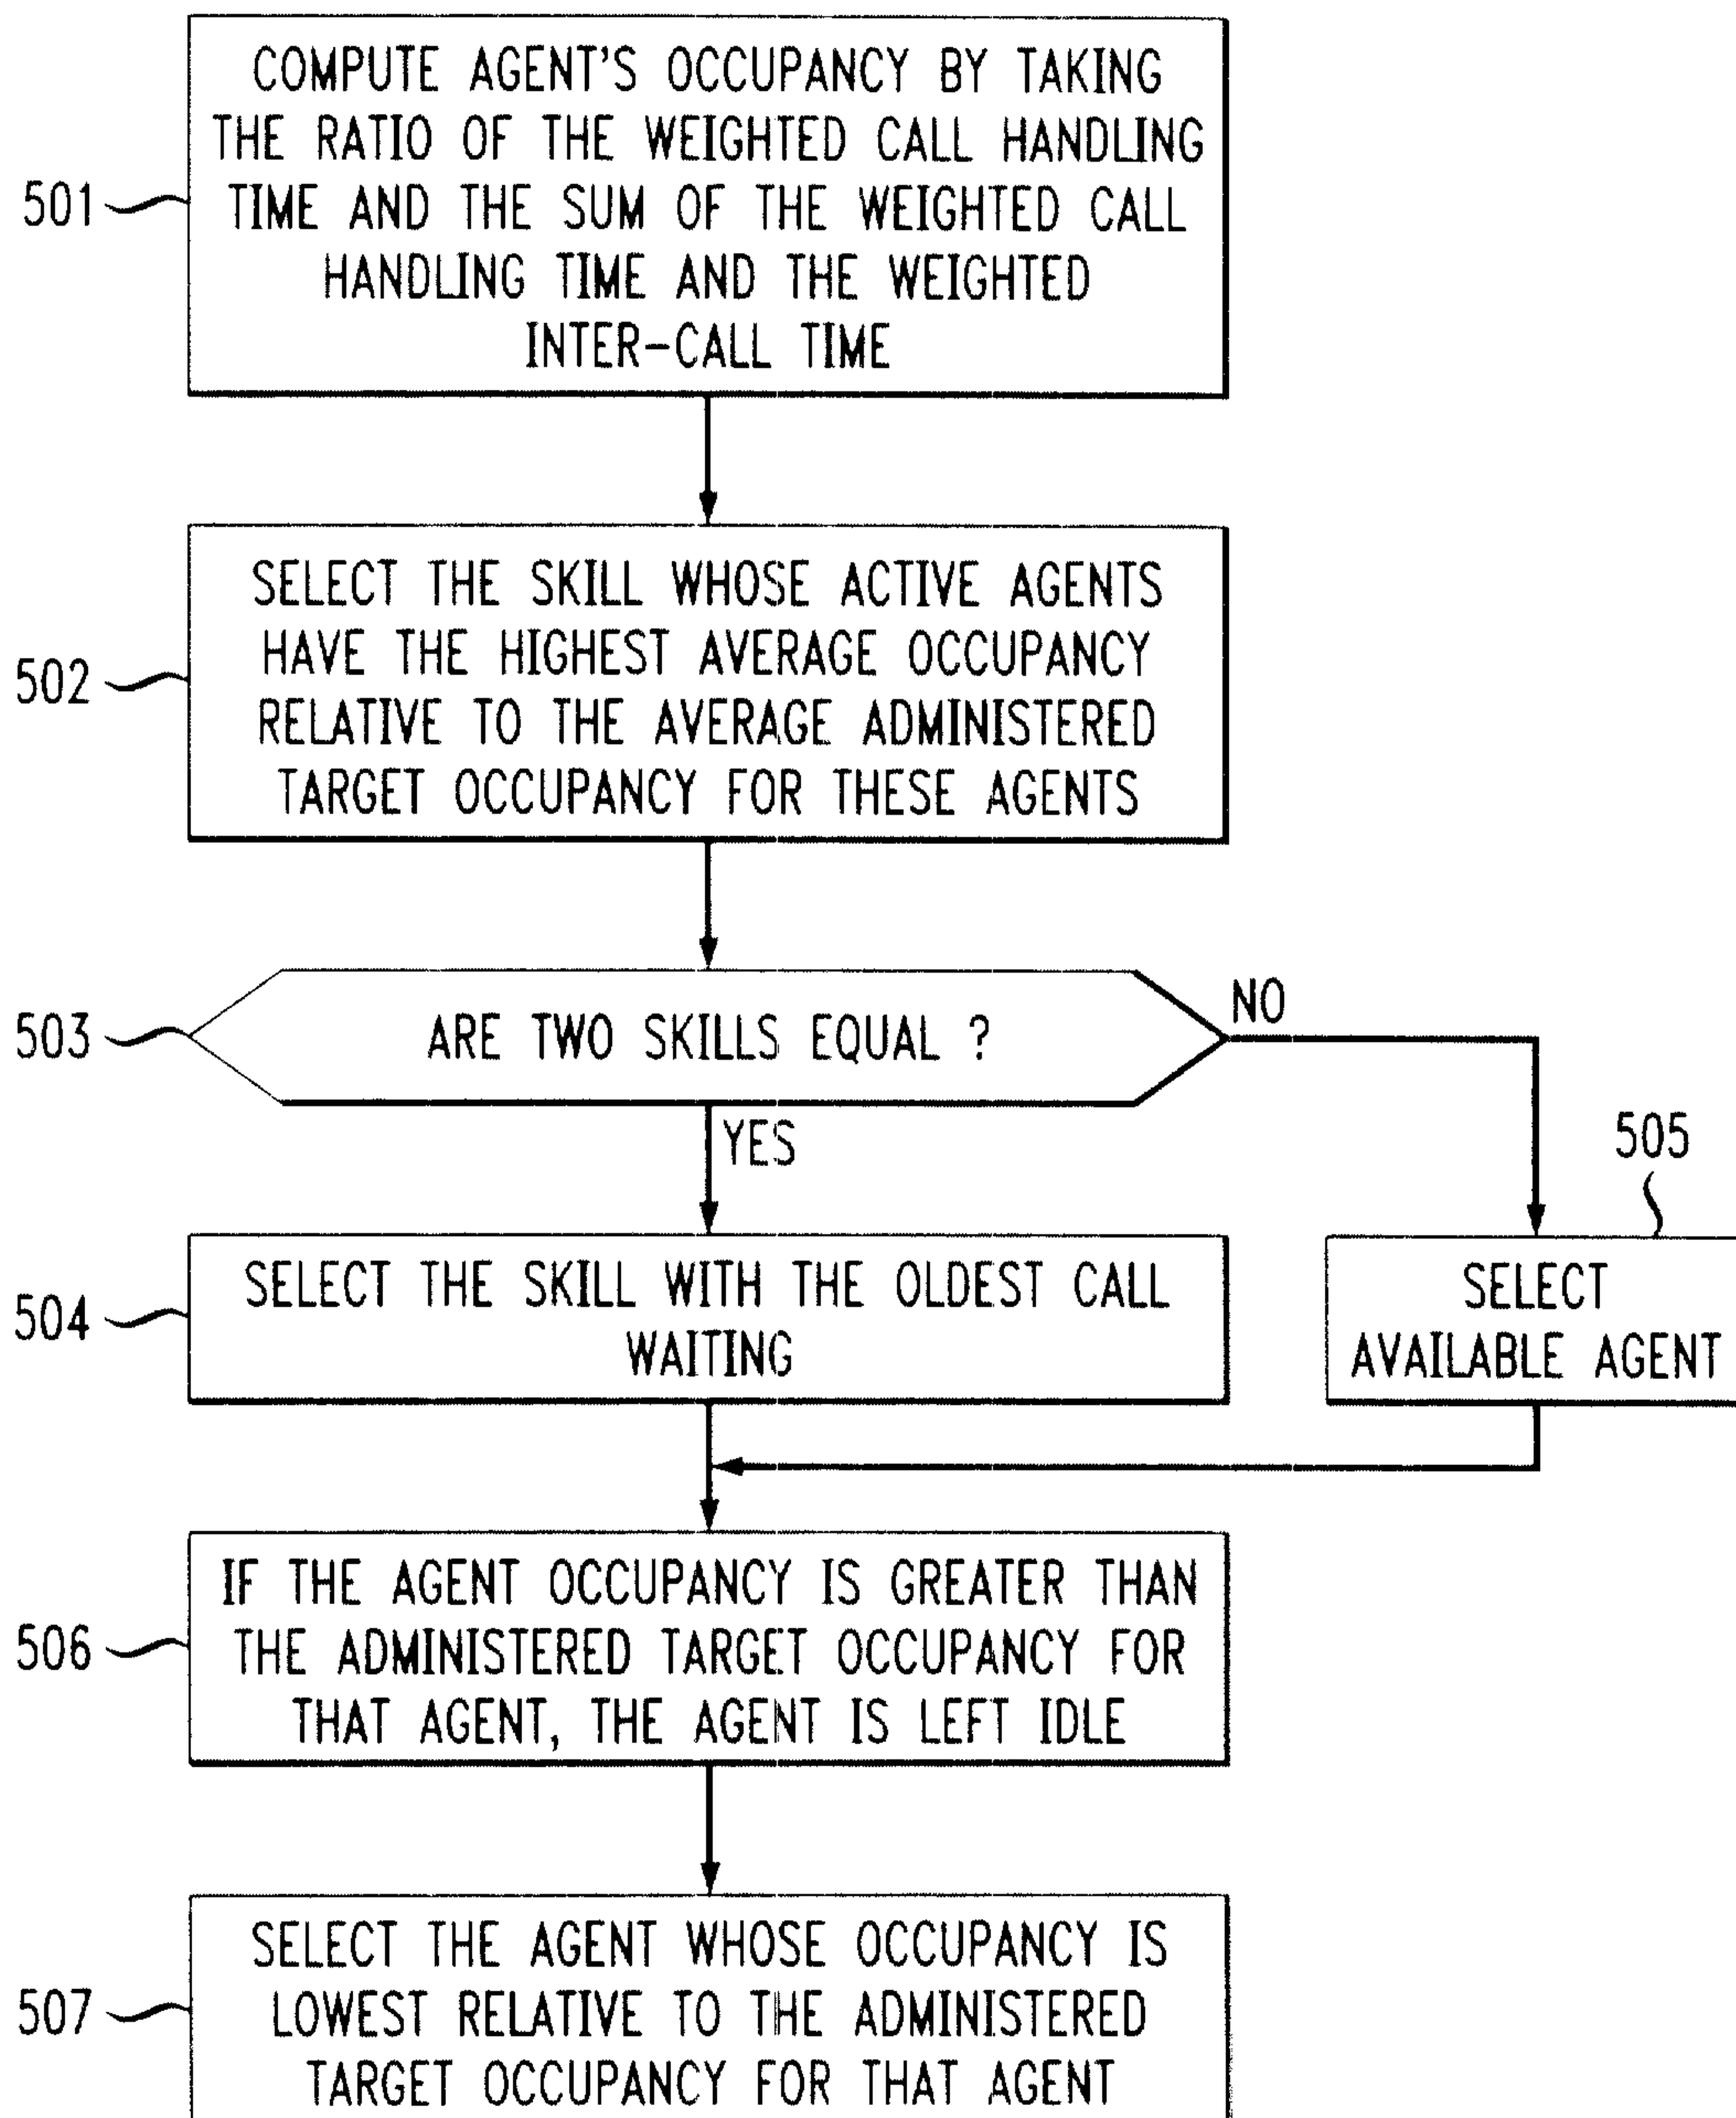 COMPUTE AGENT'S OCCUPANCY BY TAKING
THE RATIO OF THE WEIGHTED CALL HANDLING
TIME AND THE SUM OF THE WEIGHTED CALL
HANDLING TIME AND THE WEIGHTED
INTER-CALL TIME
501
SELECT THE SKILL WHOSE ACTIVE AGENTS
HAVE THE HIGHEST AVERAGE OCCUPANCY
RELATIVE TO THE AVERAGE ADMINISTERED
TARGET OCCUPANCY FOR THESE AGENTS
502
ARE TWO SKILLS EQUAL ?
503
NO
YES
505
SELECT THE SKILL WITH THE OLDEST CALL
WAITING
504
SELECT
AVAILABLE AGENT
IF THE AGENT OCCUPANCY IS GREATER THAN
THE ADMINISTERED TARGET OCCUPANCY FOR
THAT AGENT, THE AGENT IS LEFT IDLE
506
SELECT THE AGENT WHOSE OCCUPANCY IS
LOWEST RELATIVE TO THE ADMINISTERED
TARGET OCCUPANCY FOR THAT AGENT
507